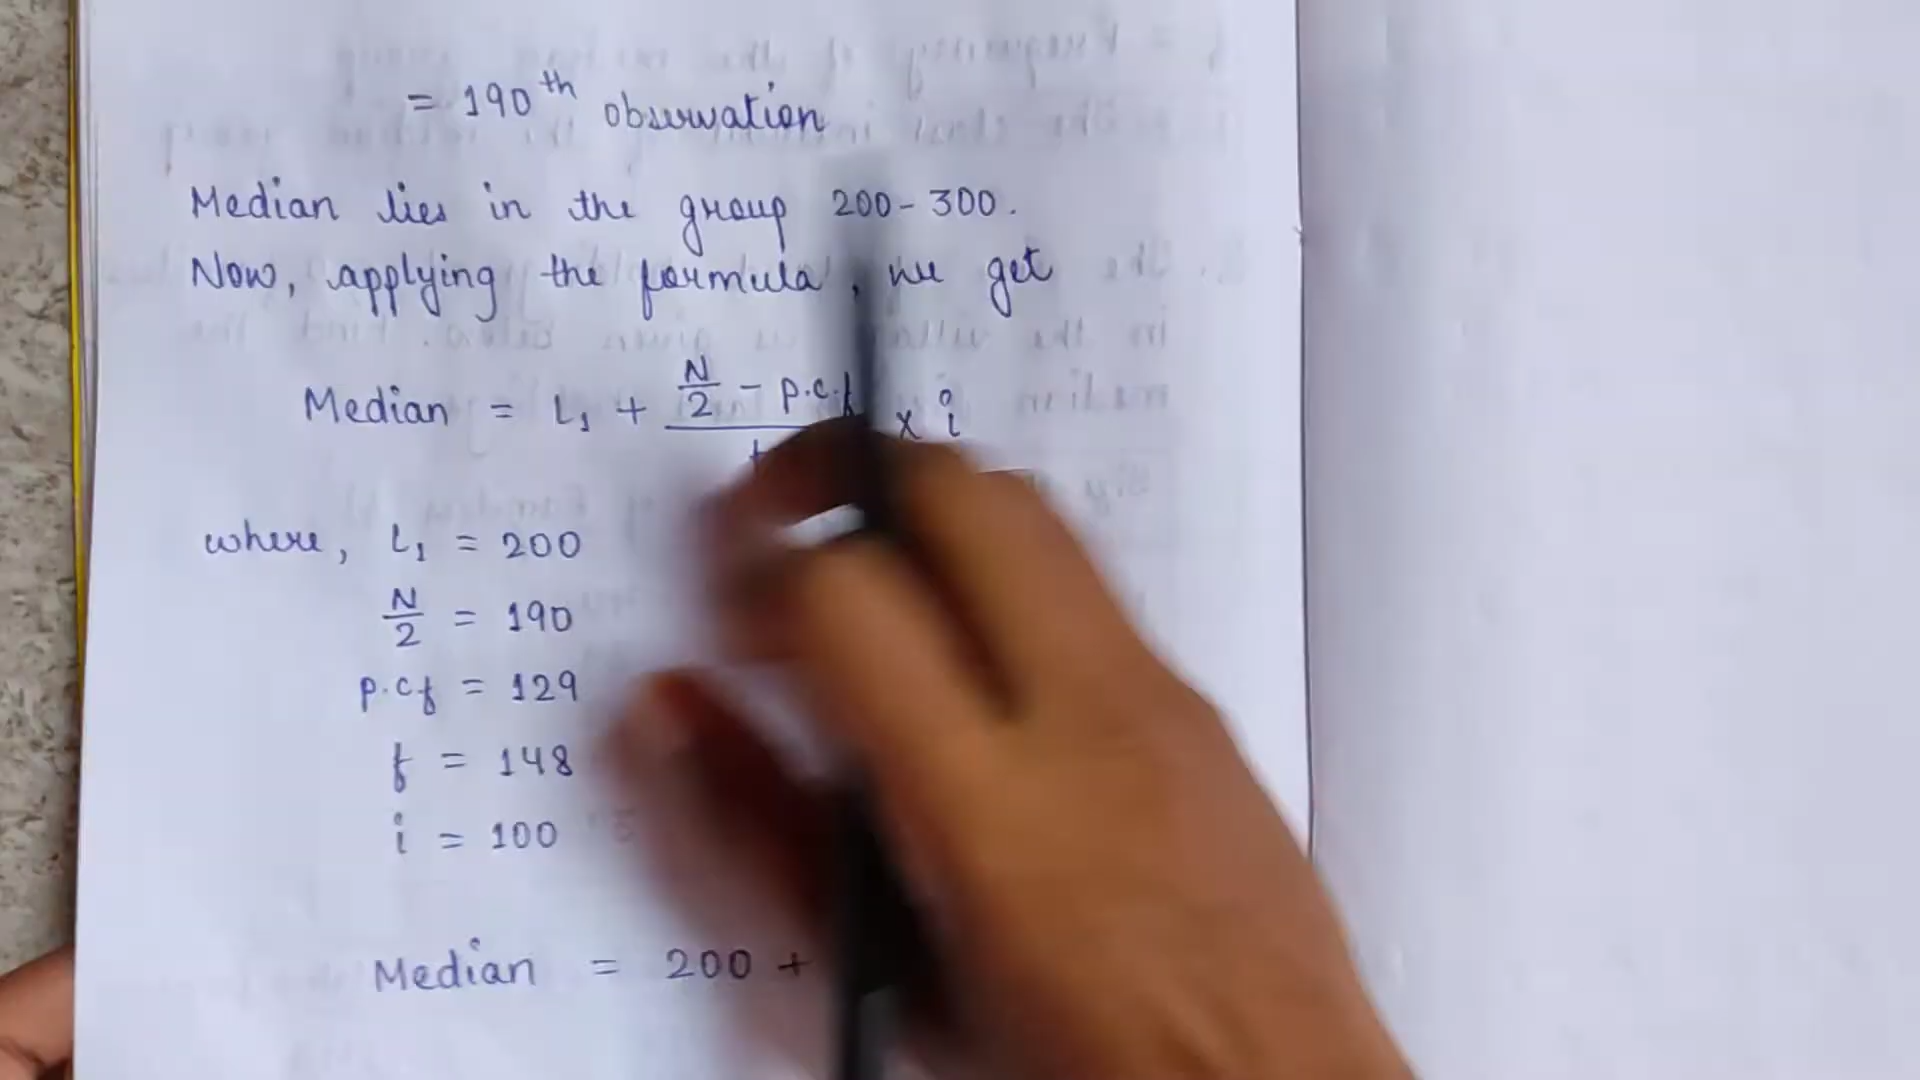 = 190th observation
Median lies in the group 200-300.
Now, applying the formula, we get
Median = L1 + N/2 - p.c.f × i
where, L1 = 200
N/2 = 190
p.cf = 129
f = 148
i = 100
Median = 200 +